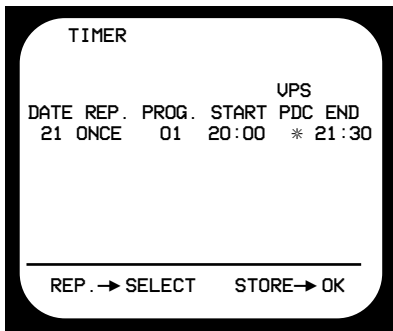 TIMER
VPS
DATE REP. PROG. START PDC END
21 ONCE 01 20:00 * 21:30
REP.→SELECT STORE→OK